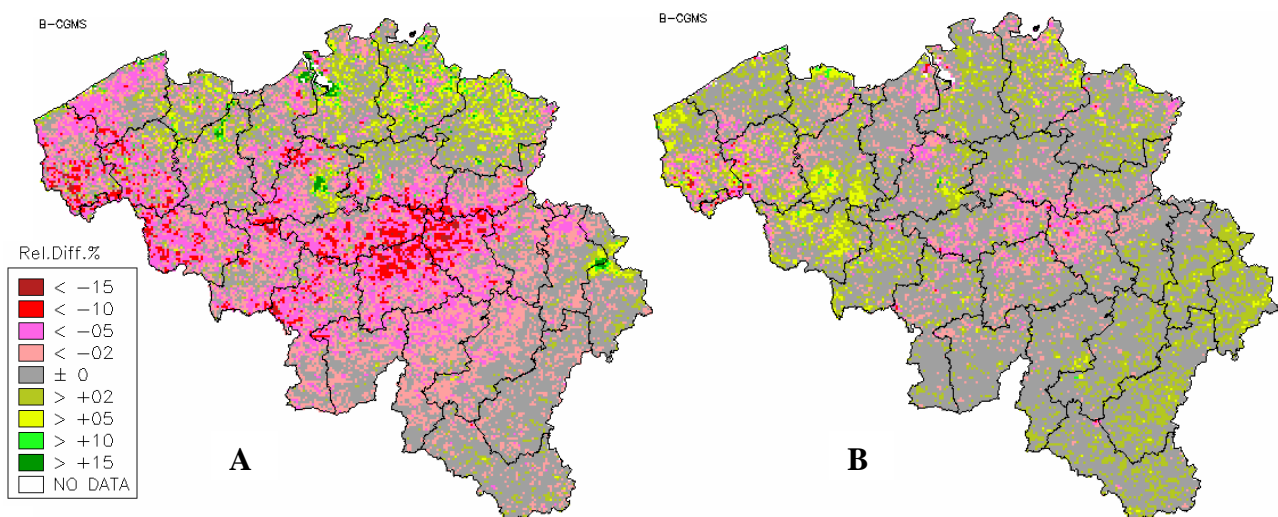 B-CGMS
B-CGMS
Rel.Diff.%
< -15
< -10
< -05
< -02
± 0
> +02
> +05
> +10
> +15
NO DATA
A
B